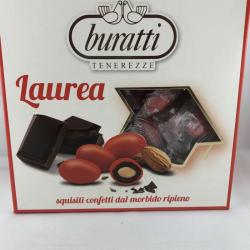 buratti
TENEREZZE
Laurea
squisiti confetti dal morbido ripieno